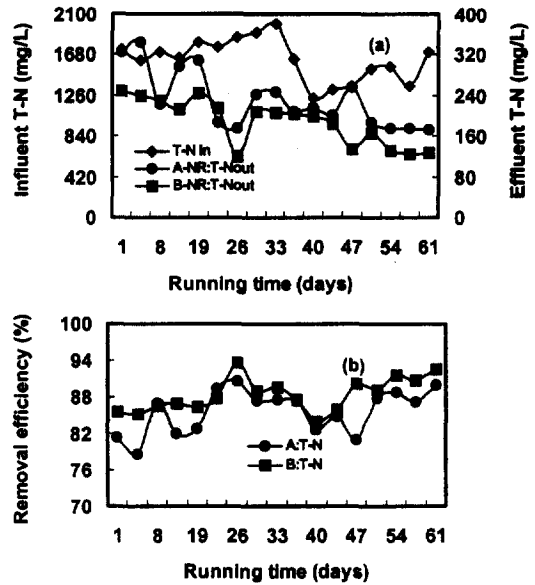 2100
1680
1260
840
420
0
Influent T-N (mg/L)
400
320
240
160
80
0
Effluent T-N (mg/L)
(a)
T-N In
A-NR:T-Nout
B-NR:T-Nout
1 8 19 26 33 40 47 54 61
Running time (days)
100
94
88
82
76
70
Removal efficiency (%)
(b)
A:T-N
B:T-N
1 8 19 26 33 40 47 54 61
Running time (days)